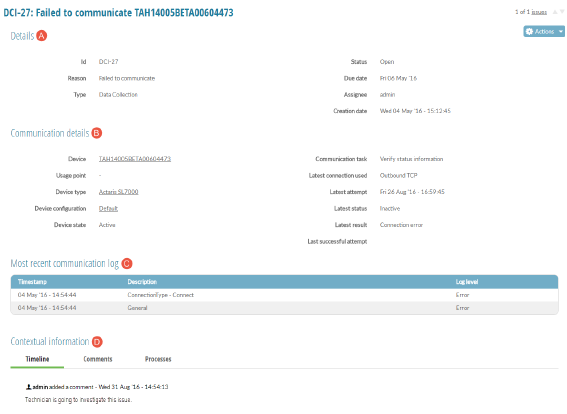 DCI-27: Failed to communicate TAH14005BETA00604473
1 of 1 issues
Details A
Actions
Id DCI-27 Status Open
Reason Failed to communicate Due date Fri 06 May '16
Type Data Collection Assignee admin
Creation date Wed 04 May '16 - 15:12:45
Communication details B
Device TAH14005BETA00604473 Communication task Verify status information
Usage point - Latest connection used Outbound TCP
Device type Actaris SL7000 Latest attempt Fri 26 Aug '16 - 16:59:45
Device configuration Default Latest status Inactive
Device state Active Latest result Connection error
Last successful attempt
Most recent communication log C
Timestamp Description Log level
04 May '16 - 14:54:44 ConnectionType - Connect Error
04 May '16 - 14:54:44 General Error
Contextual information D
Timeline Comments Processes
admin added a comment - Wed 31 Aug '16 - 14:54:13
Technician is going to investigate this issue.